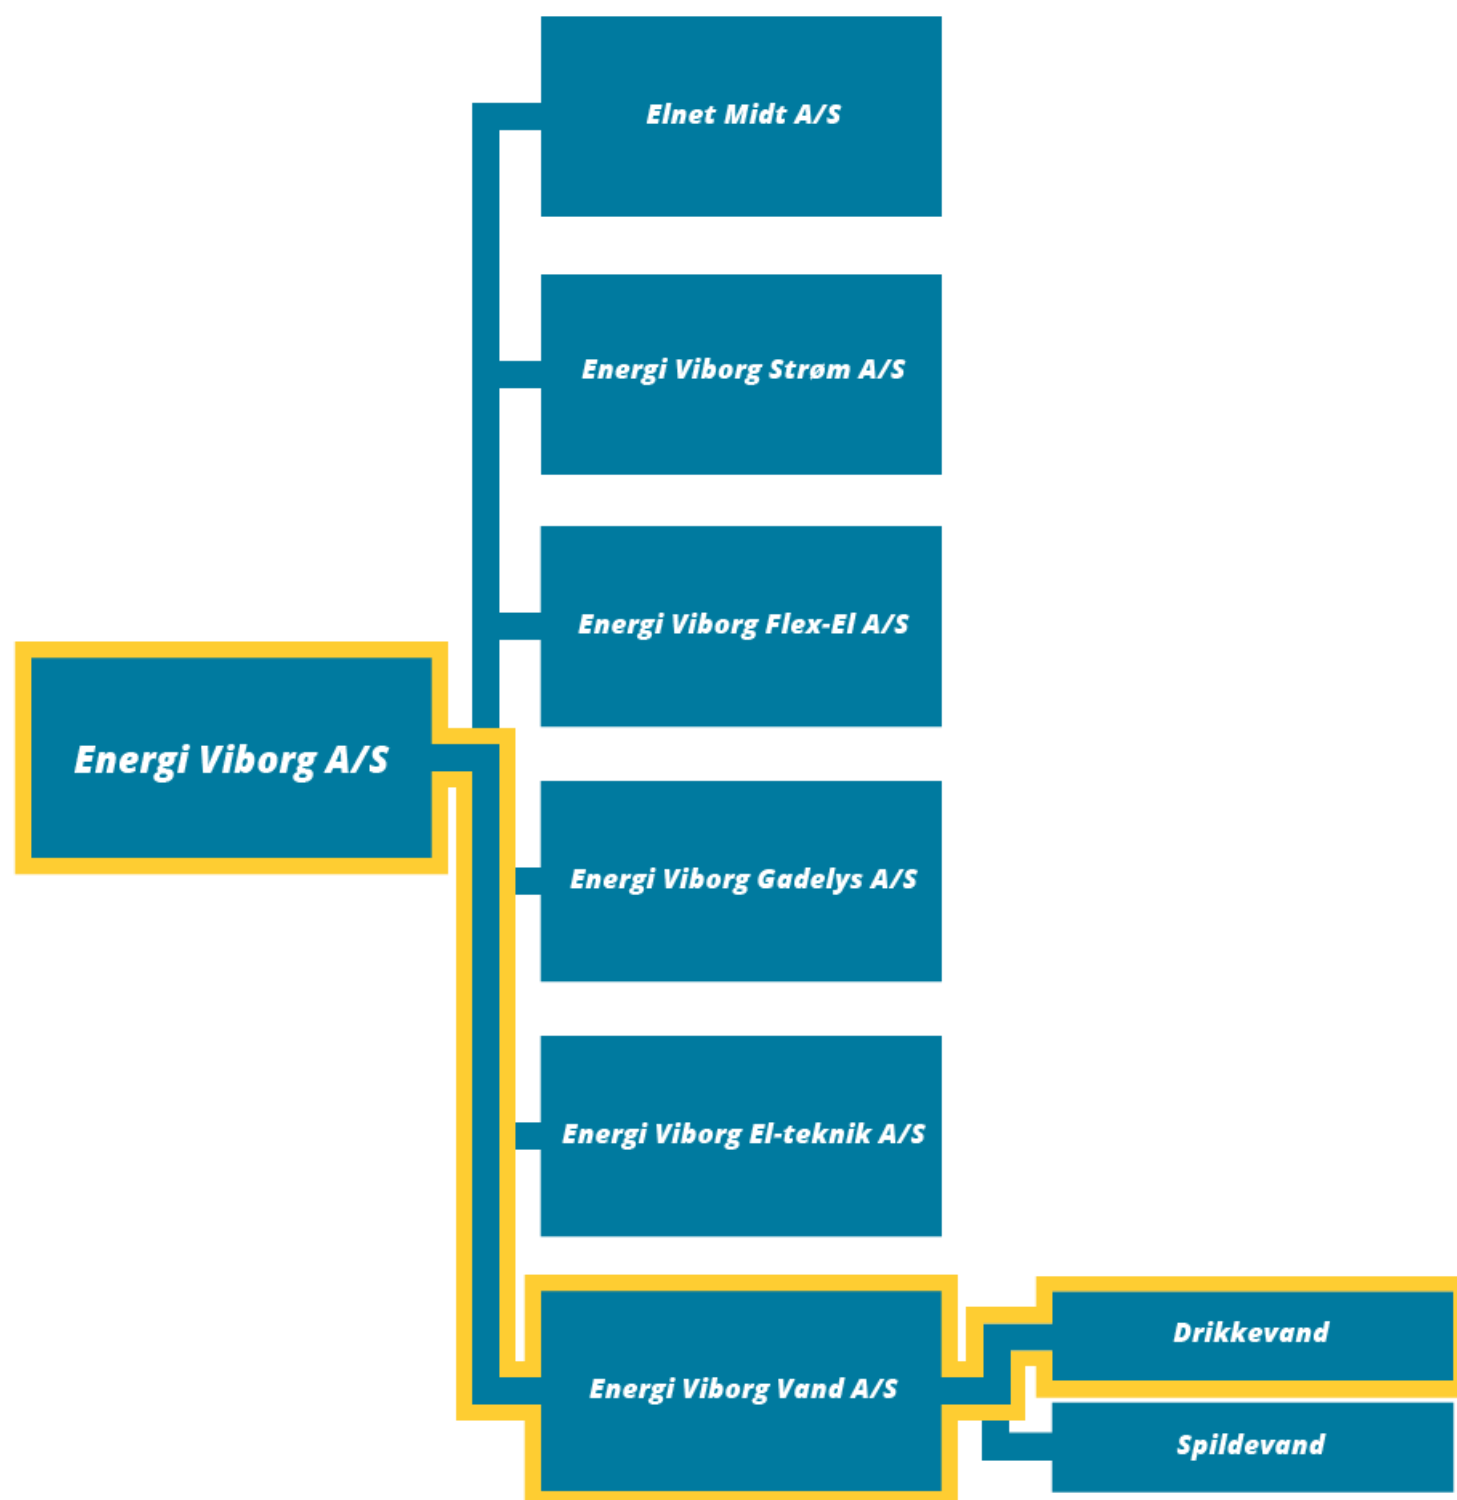 Elnet Midt A/S
Energi Viborg Strøm A/S
Energi Viborg Flex-El A/S
Energi Viborg A/S
Energi Viborg Gadelys A/S
Energi Viborg El-teknik A/S
Energi Viborg Vand A/S
Drikkevand
Spildevand